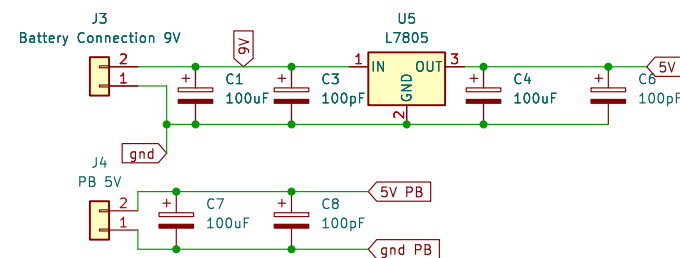 J3
Battery Connection 9V
2
1
9V
+
C1
100uF
+
C3
100pF
U5
L7805
1
IN
OUT
3
GND
2
+
C4
100uF
+
C6
100pF
5V
gnd
J4
PB 5V
2
1
+
C7
100uF
+
C8
100pF
5V PB
gnd PB